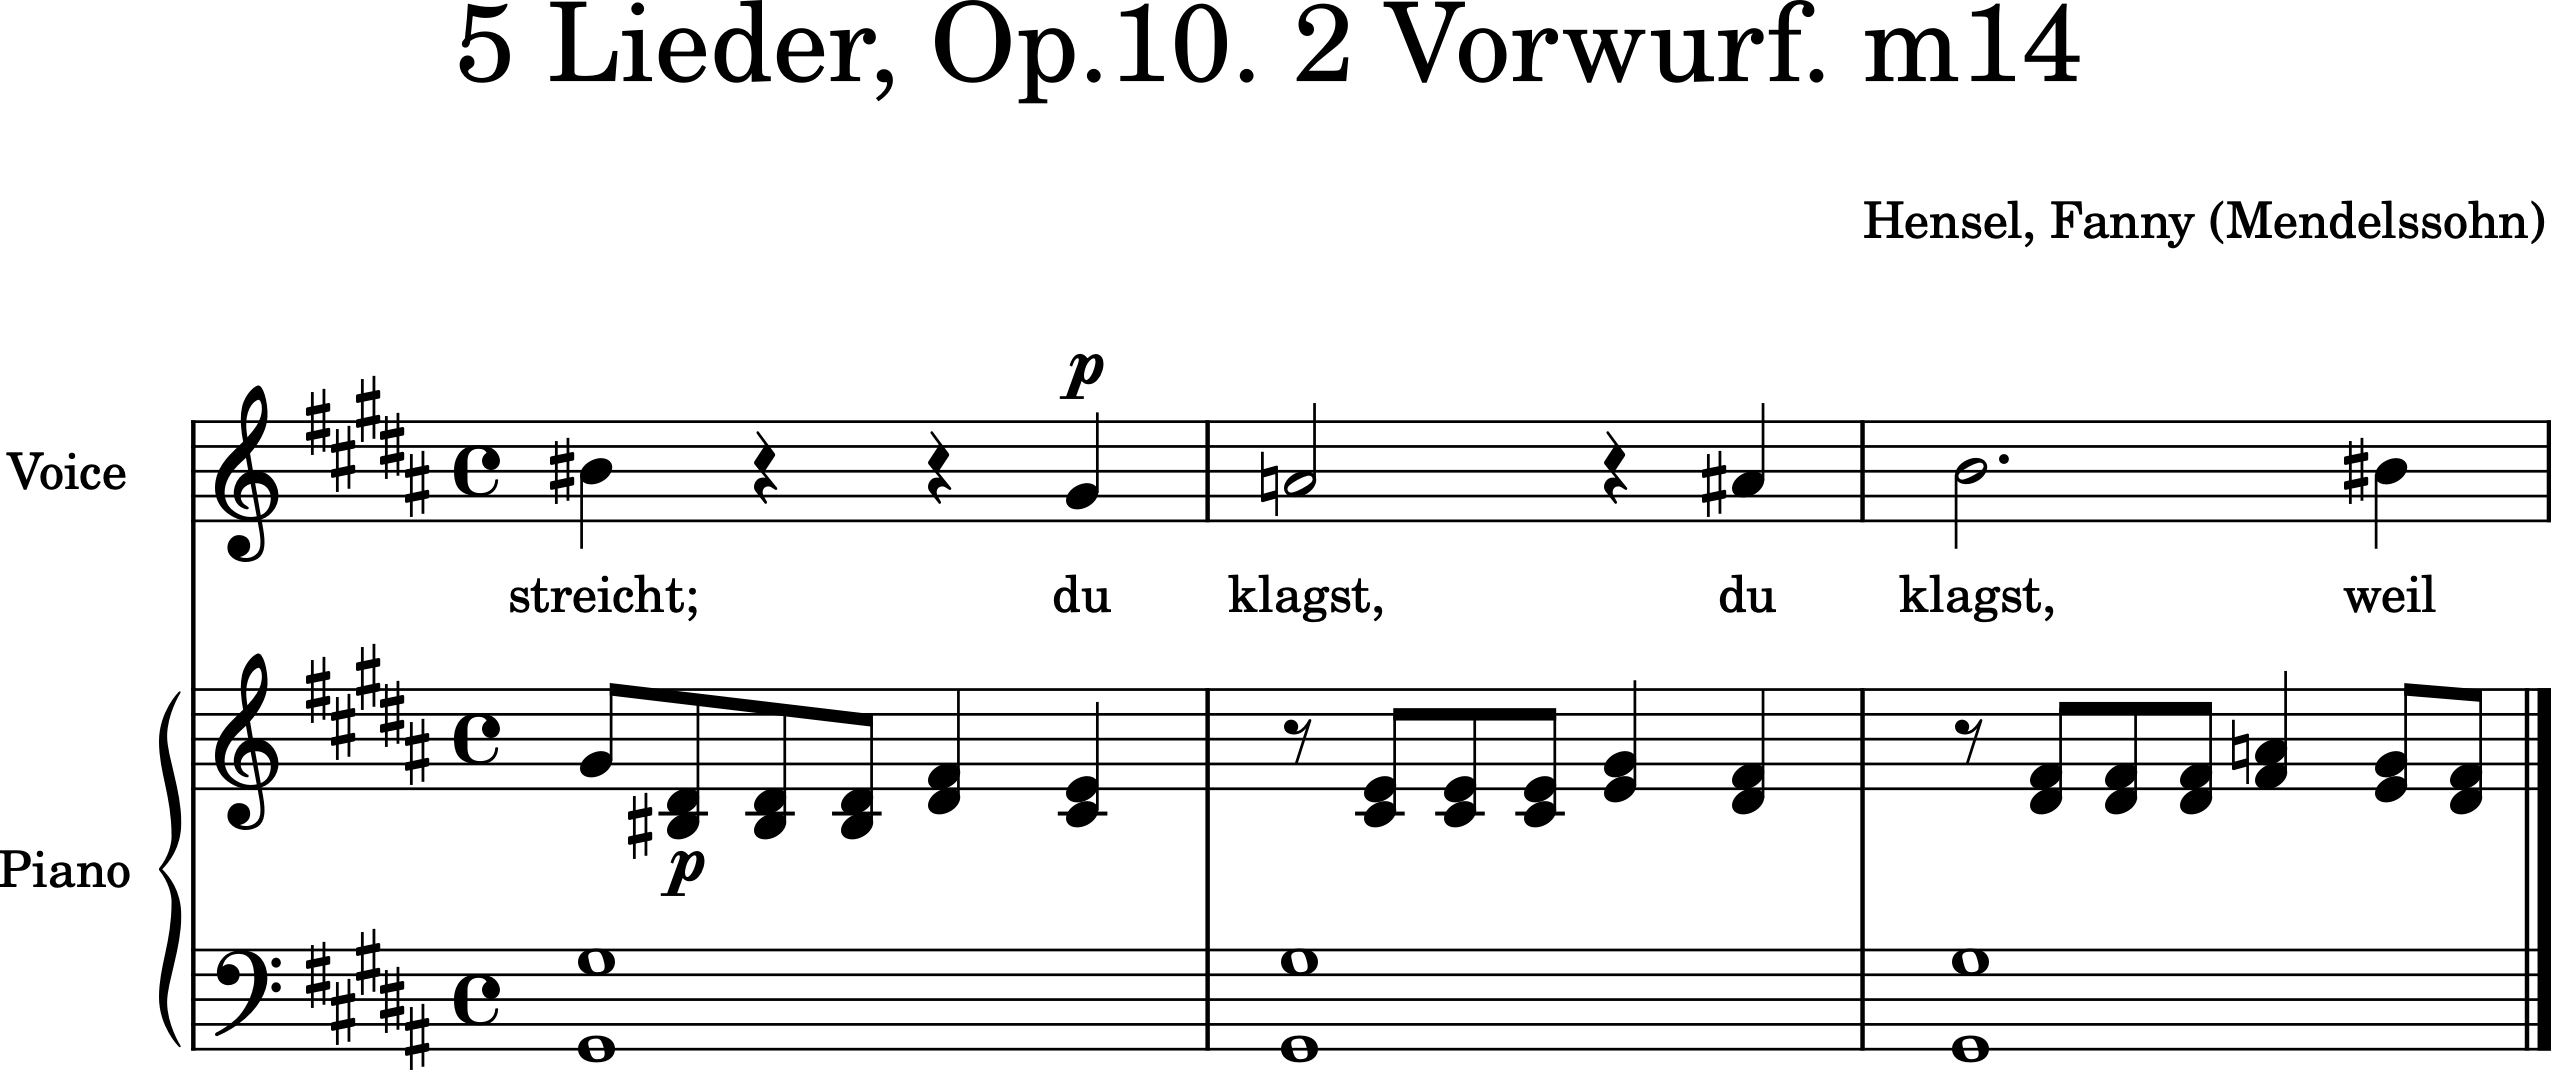 5 Lieder, Op.10. 2 Vorwurf. m14
Hensel, Fanny (Mendelssohn)
p
Voice
streicht; du klagst, du klagst, weil
p
Piano